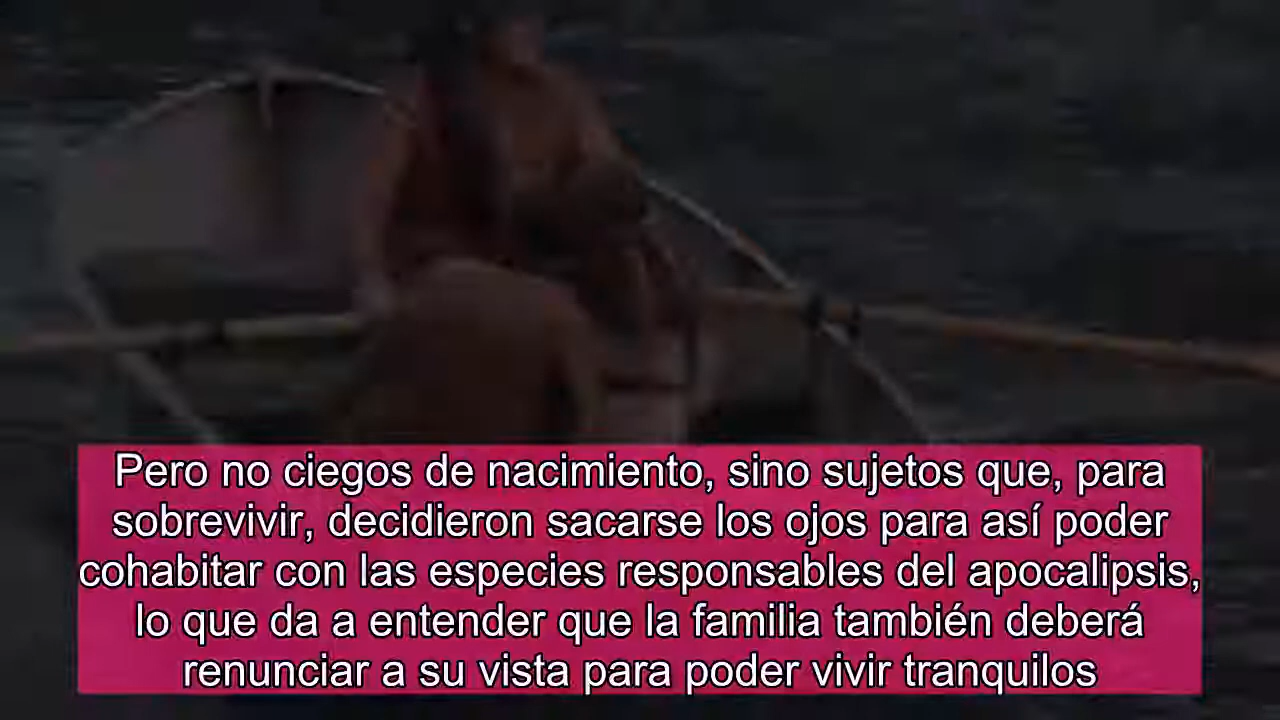 Pero no ciegos de nacimiento, sino sujetos que, para
sobrevivir, decidieron sacarse los ojos para así poder
cohabitar con las especies responsables del apocalipsis,
lo que da a entender que la familia también deberá
renunciar a su vista para poder vivir tranquilos